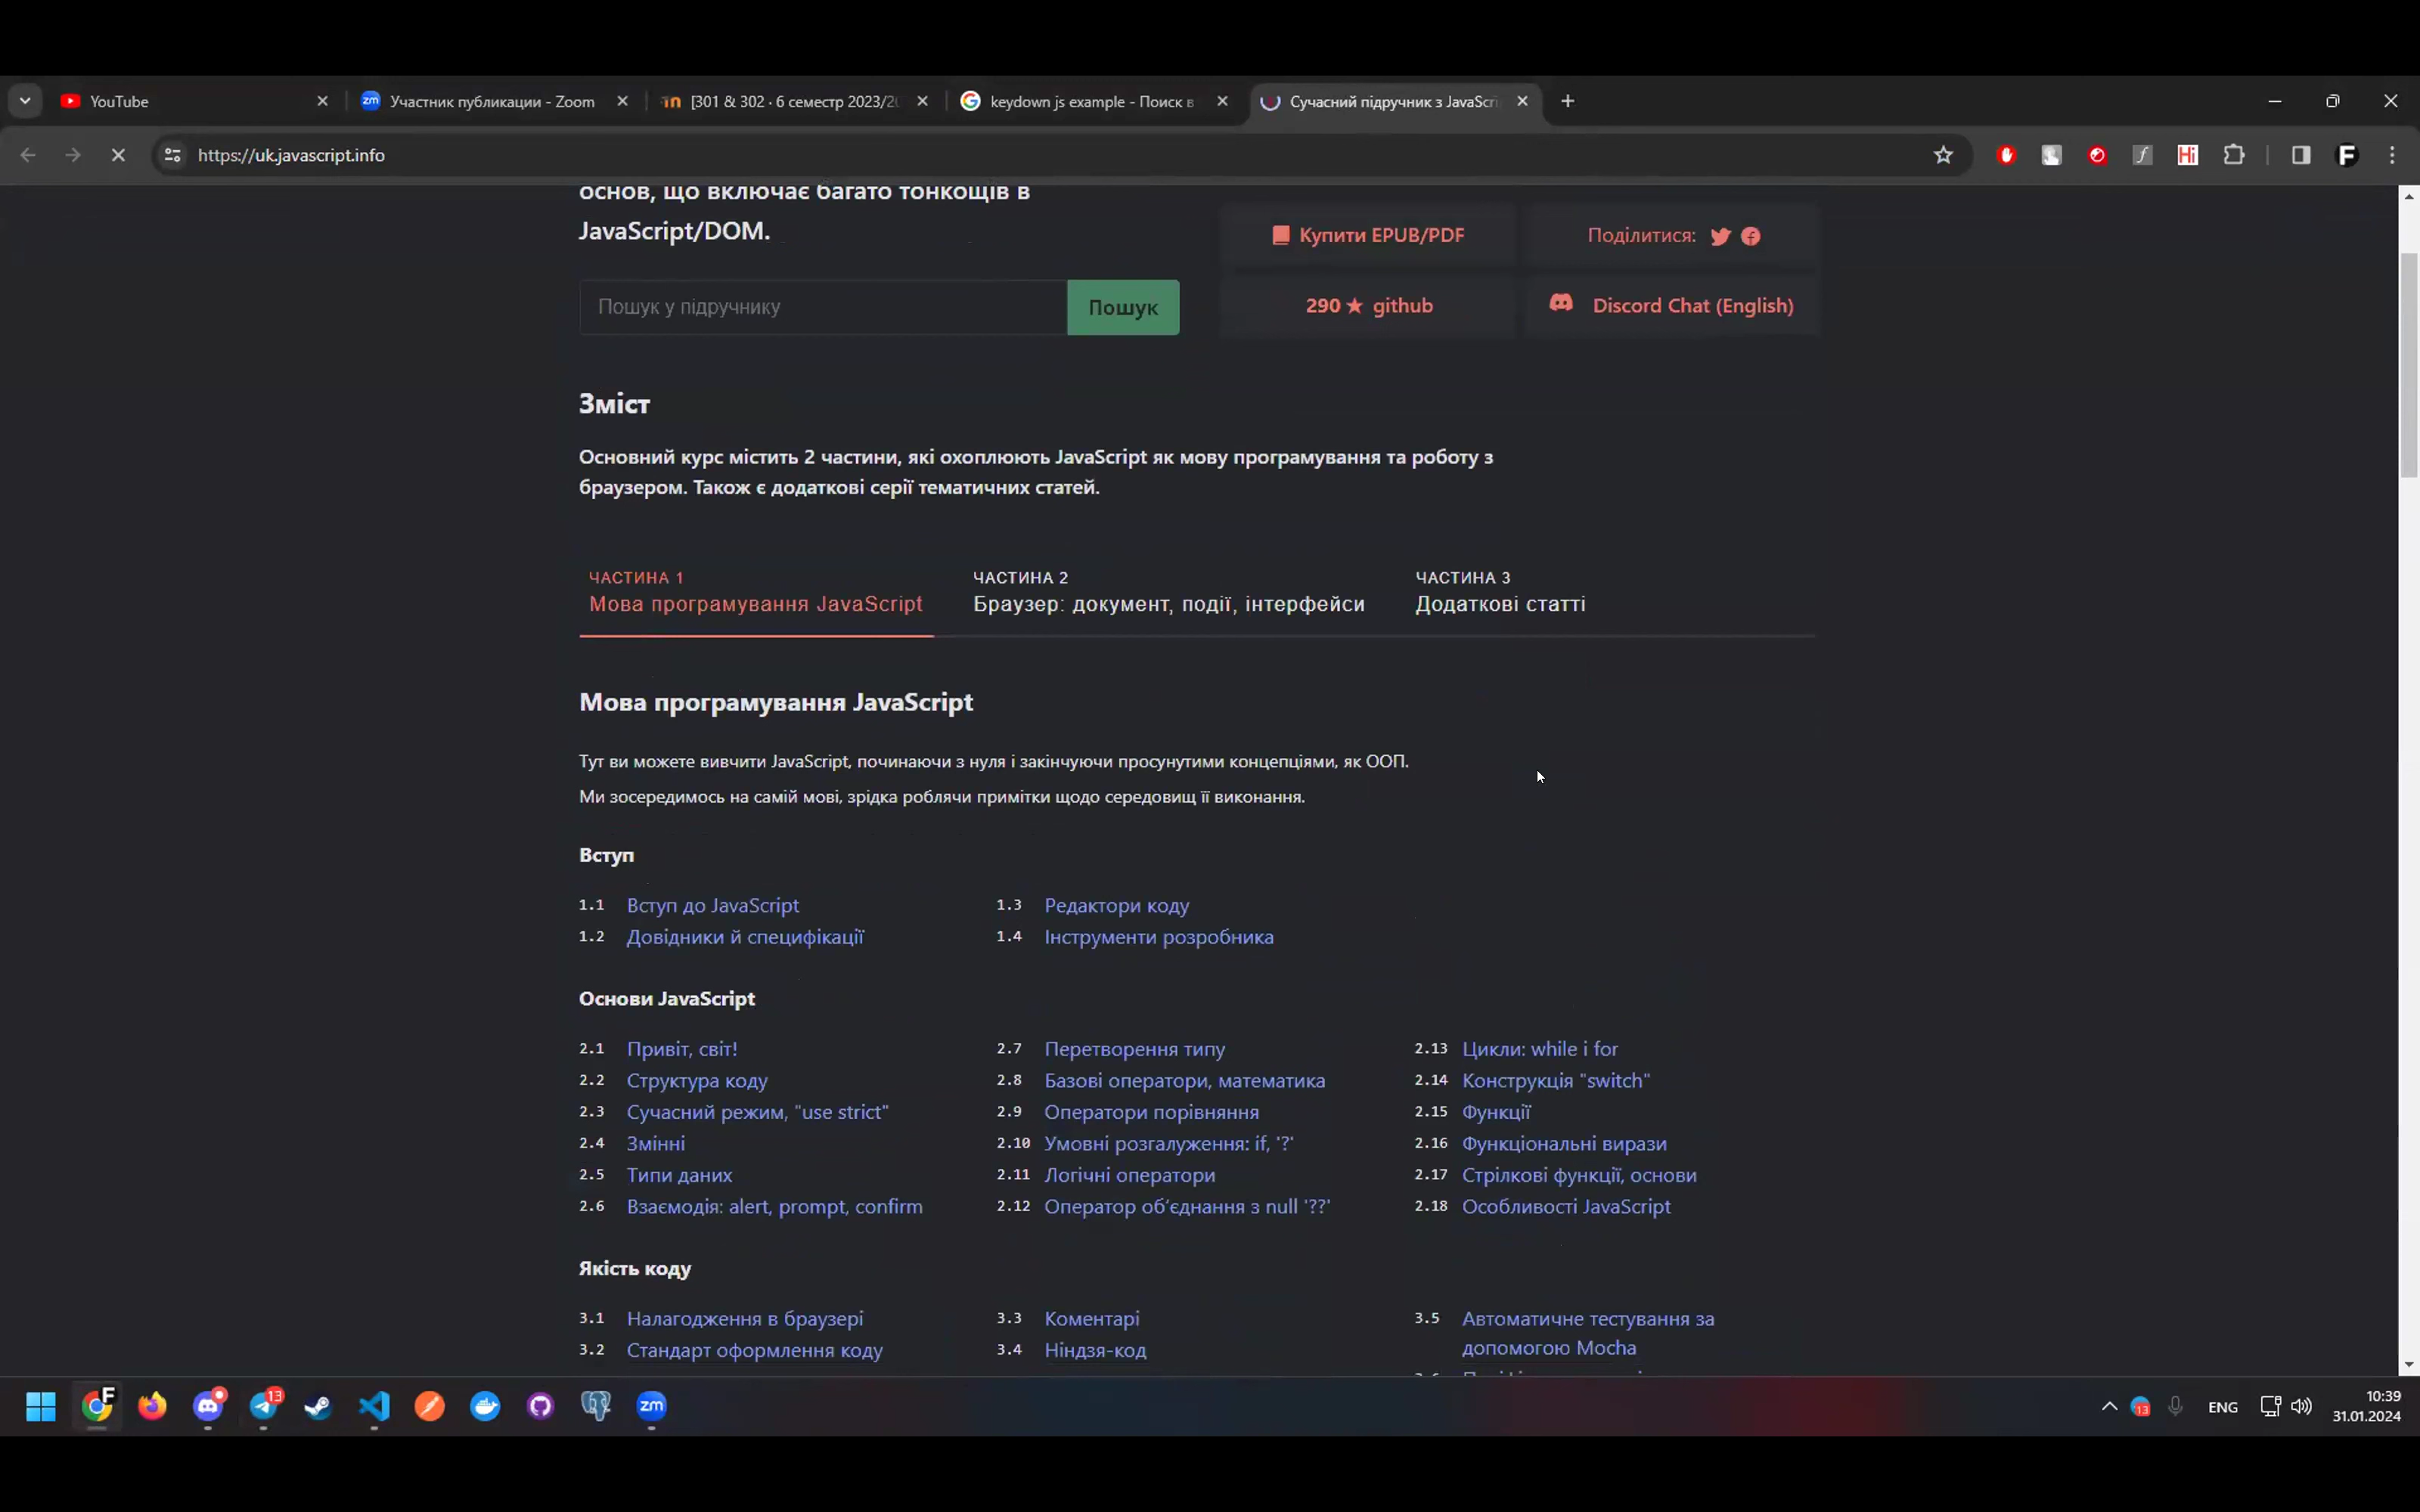 YouTube
Участник публикации - Zoom
[301 & 302 · 6 семестр 2023/20
keydown js example - Поиск в
Сучасний підручник з JavaScri
https://uk.javascript.info
основ, що включає багато тонкощів в
JavaScript/DOM.
Купити EPUB/PDF
Поділитися:
Пошук у підручнику
Пошук
290 ★ github
Discord Chat (English)
Зміст
Основний курс містить 2 частини, які охоплюють JavaScript як мову програмування та роботу з
браузером. Також є додаткові серії тематичних статей.
ЧАСТИНА 1
Мова програмування JavaScript
ЧАСТИНА 2
Браузер: документ, події, інтерфейси
ЧАСТИНА 3
Додаткові статті
Мова програмування JavaScript
Тут ви можете вивчити JavaScript, починаючи з нуля і закінчуючи просунутими концепціями, як ООП.
Ми зосередимось на самій мові, зрідка роблячи примітки щодо середовищ її виконання.
Вступ
1.1 Вступ до JavaScript
1.2 Довідники й специфікації
1.3 Редактори коду
1.4 Інструменти розробника
Основи JavaScript
2.1 Привіт, світ!
2.2 Структура коду
2.3 Сучасний режим, "use strict"
2.4 Змінні
2.5 Типи даних
2.6 Взаємодія: alert, prompt, confirm
2.7 Перетворення типу
2.8 Базові оператори, математика
2.9 Оператори порівняння
2.10 Умовні розгалуження: if, '?'
2.11 Логічні оператори
2.12 Оператор об’єднання з null '??'
2.13 Цикли: while і for
2.14 Конструкція "switch"
2.15 Функції
2.16 Функціональні вирази
2.17 Стрілкові функції, основи
2.18 Особливості JavaScript
Якість коду
3.1 Налагодження в браузері
3.2 Стандарт оформлення коду
3.3 Коментарі
3.4 Ніндзя-код
3.5 Автоматичне тестування за
допомогою Mocha
ENG
10:39
31.01.2024